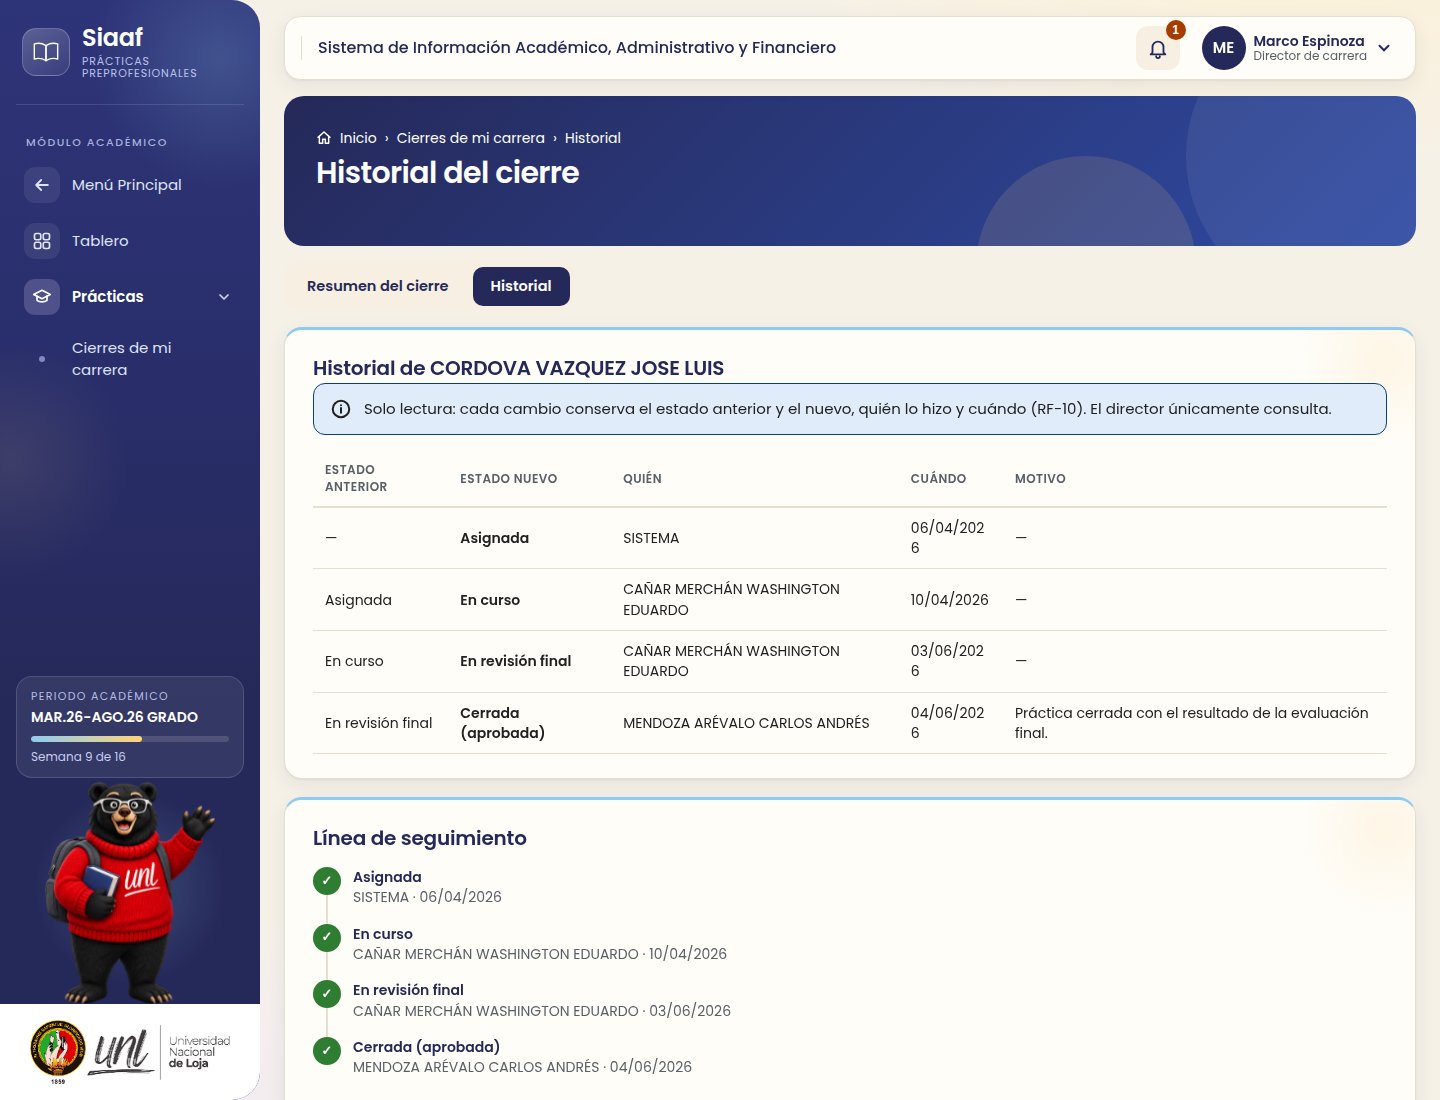 Siaaf
PRÁCTICAS
PREPROFESIONALES
MÓDULO ACADÉMICO
Menú Principal
Tablero
Prácticas
Cierres de mi
carrera
PERIODO ACADÉMICO
MAR.26-AGO.26 GRADO
Semana 9 de 16
unl
1859
unl
Universidad
Nacional
de Loja
Sistema de Información Académico, Administrativo y Financiero
1
ME
Marco Espinoza
Director de carrera
Inicio › Cierres de mi carrera › Historial
Historial del cierre
Resumen del cierre
Historial
Historial de CORDOVA VAZQUEZ JOSE LUIS
Solo lectura: cada cambio conserva el estado anterior y el nuevo, quién lo hizo y cuándo (RF-10). El director únicamente consulta.
ESTADO
ANTERIOR
ESTADO NUEVO
QUIÉN
CUÁNDO
MOTIVO
—
Asignada
SISTEMA
06/04/202
6
—
Asignada
En curso
CAÑAR MERCHÁN WASHINGTON
EDUARDO
10/04/2026
—
En curso
En revisión final
CAÑAR MERCHÁN WASHINGTON
EDUARDO
03/06/202
6
—
En revisión final
Cerrada
(aprobada)
MENDOZA ARÉVALO CARLOS ANDRÉS
04/06/202
6
Práctica cerrada con el resultado de la evaluación
final.
Línea de seguimiento
Asignada
SISTEMA · 06/04/2026
En curso
CAÑAR MERCHÁN WASHINGTON EDUARDO · 10/04/2026
En revisión final
CAÑAR MERCHÁN WASHINGTON EDUARDO · 03/06/2026
Cerrada (aprobada)
MENDOZA ARÉVALO CARLOS ANDRÉS · 04/06/2026